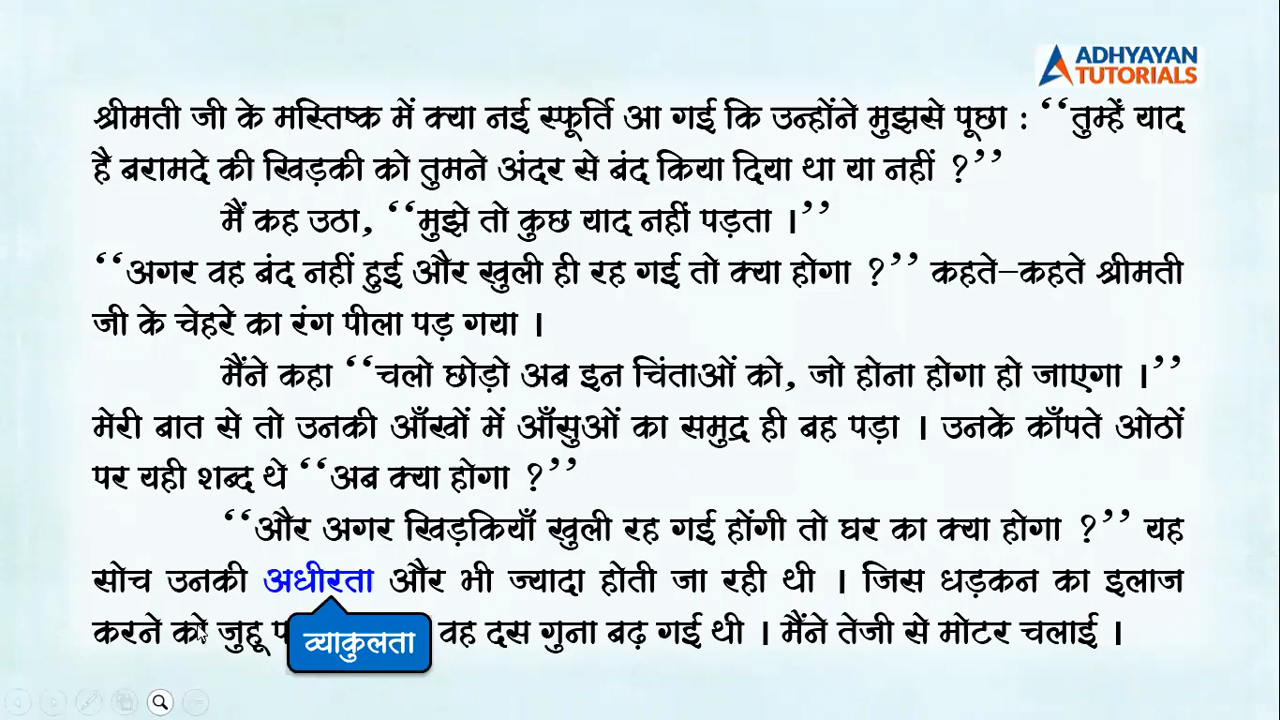 ADHYAYAN
TUTORIALS
श्रीमती जी के मस्तिष्क में क्या नई स्फूर्ति आ गई कि उन्होंने मुझसे पूछा : ‘‘तुम्हें याद
है बरामदे की खिड़की को तुमने अंदर से बंद किया दिया था या नहीं ?’’
मैं कह उठा, ‘‘मुझे तो कुछ याद नहीं पड़ता ।’’
‘‘अगर वह बंद नहीं हुई और खुली ही रह गई तो क्या होगा ?’’ कहते–कहते श्रीमती
जी के चेहरे का रंग पीला पड़ गया ।
मैंने कहा ‘‘चलो छोड़ो अब इन चिंताओं को, जो होना होगा हो जाएगा ।’’
मेरी बात से तो उनकी आँखों में आँसुओं का समुद्र ही बह पड़ा । उनके काँपते ओठों
पर यही शब्द थे ‘‘अब क्या होगा ?’’
‘‘और अगर खिड़कियाँ खुली रह गई होंगी तो घर का क्या होगा ?’’ यह
सोच उनकी अधीरता और भी ज्यादा होती जा रही थी । जिस धड़कन का इलाज
करने को जुहू वह दस गुना बढ़ गई थी । मैंने तेजी से मोटर चलाई ।
व्याकुलता